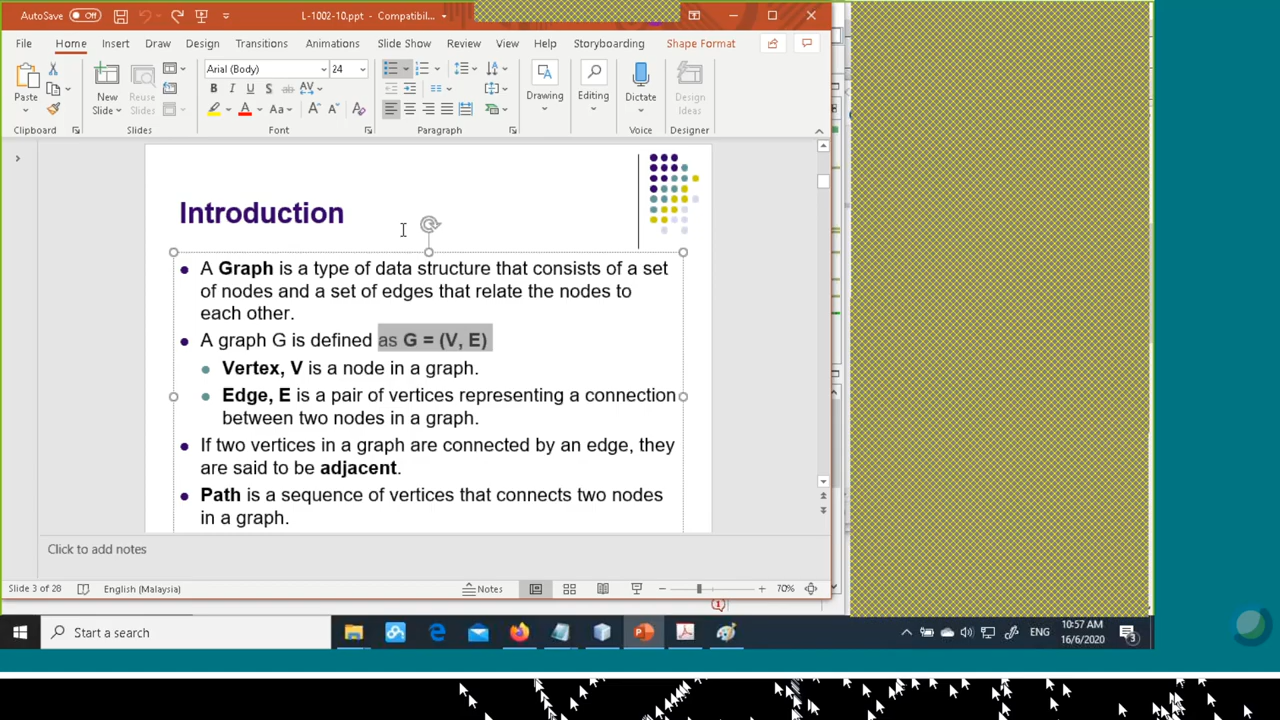 AutoSave Off L-1002-10.ppt - Compatibil...
File Home Insert Draw Design Transitions Animations Slide Show Review View Help Storyboarding Shape Format
Arial (Body) 24
Paste New Slide Reuse Slides B I U S ab AV Aa A A Drawing Editing Dictate Design Ideas
Clipboard Slides Font Paragraph Voice Designer
Introduction
A Graph is a type of data structure that consists of a set
of nodes and a set of edges that relate the nodes to
each other.
A graph G is defined as G = (V, E)
Vertex, V is a node in a graph.
Edge, E is a pair of vertices representing a connection
between two nodes in a graph.
If two vertices in a graph are connected by an edge, they
are said to be adjacent.
Path is a sequence of vertices that connects two nodes
in a graph.
Click to add notes
Slide 3 of 28 English (Malaysia) Notes 70%
1
Start a search ENG 10:57 AM
16/6/2020 3